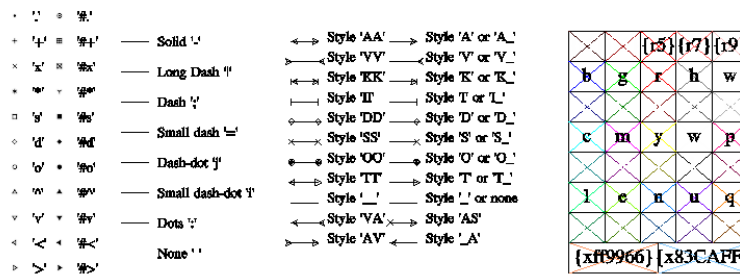 '.' '#.'
'+' '#+' Solid '-'
'x' '#x' Long Dash '|'
'*' '#*' Dash ';'
's' '#s' Small dash '='
'd' '#d' Dash-dot 'j'
'o' '#o' Small dash-dot 'i'
'^' '#^' Dots ':'
'v' '#v' None ' '
'<' '#<'
'>' '#>'
Style 'AA' Style 'A' or 'A_'
Style 'VV' Style 'V' or 'V_'
Style 'KK' Style 'K' or 'K_'
Style 'II' Style 'I' or 'I_'
Style 'DD' Style 'D' or 'D_'
Style 'SS' Style 'S' or 'S_'
Style 'OO' Style 'O' or 'O_'
Style 'TT' Style 'T' or 'T_'
Style '__' Style '_' or none
Style 'VA' Style 'AS'
Style 'AV' Style '_A'
{r5} {r7} {r9
b g r h w
c m y w p
l e n u q
{xff9966} {x83CAFF